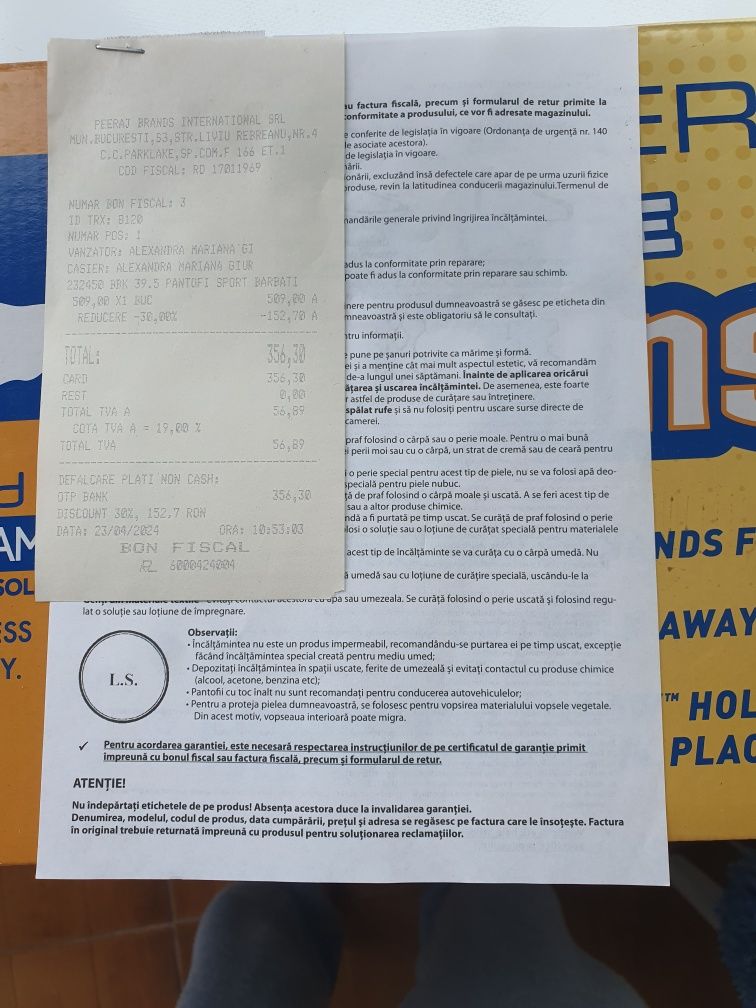 PEERAJ BRANDS INTERNATIONAL SRL
MUN.BUCURESTI,S3,STR.LIVIU REBREANU,NR.4
C.C.PARKLAKE,SP.COM.F 166 ET.1
COD FISCAL: RO 17011969
NUMAR BON FISCAL: 3
ID TRX: 8120
NUMAR POS: 1
VANZATOR: ALEXANDRA MARIANA GI
CASIER: ALEXANDRA MARIANA GIUR
232450 BRK 39.5 PANTOFI SPORT BARBATI
509,00 X1 BUC 509,00 A
REDUCERE -30,00% -152,70 A
TOTAL: 356,30
CARD 356,30
REST 0,00
TOTAL TVA A 56,89
COTA TVA A = 19,00 %
TOTAL TVA 56,89
DEFALCARE PLATI NON CASH:
OTP BANK 356,30
DISCOUNT 30%, 152,7 RON
DATA: 23/04/2024 ORA: 10:53:03
BON FISCAL
6000424004
au factura fiscală, precum și formularul de retur primite la
conformitate a produsului, ce vor fi adresate magazinului.
e conferite de legislația în vigoare (Ordonanța de urgență nr. 140
le asociate acestora).
de legislația în vigoare.
nării.
onării, excluzând însă defectele care apar de pe urma uzurii fizice
produse, revin la latitudinea conducerii magazinului.Termenul de
mandările generale privind îngrijirea încălțămintei.
adus la conformitate prin reparare;
poate fi adus la conformitate prin reparare sau schimb.
nere pentru produsul dumneavoastră se găsesc pe eticheta din
mneavoastră și este obligatoriu să le consultați.
tru informații.
e pune pe șanuri potrivite ca mărime și formă.
ei și a menține cât mai mult aspectul estetic, vă recomandăm
de-a lungul unei săptămani. Înainte de aplicarea oricărui
ățarea și uscarea încălțămintei. De asemenea, este foarte
r astfel de produse de curățare sau întreținere.
spălat rufe și să nu folosiți pentru uscare surse directe de
camerei.
praf folosind o cârpă sau o perie moale. Pentru o mai bună
i perii moi sau cu o cârpă, un strat de cremă sau de ceară pentru
i o perie special pentru acest tip de piele, nu se va folosi apă deo-
specială pentru piele nubuc.
ță de praf folosind o cârpă moale și uscată. A se feri acest tip de
sau a altor produse chimice.
ndă a fi purtată pe timp uscat. Se curăță de praf folosind o perie
losi o soluție sau o lotiune de curățat specială pentru materialele
acest tip de încălțăminte se va curăța cu o cârpă umedă. Nu
ă umedă sau cu loțiune de curățire specială, uscându-le la
apa sau umezeala. Se curăță folosind o perie uscată și folosind regu-
lat o soluție sau loțiune de impregnare.
L.S.
Observații:
• Încălțămintea nu este un produs impermeabil, recomandându-se purtarea ei pe timp uscat, excepție
făcând încălțămintea special creată pentru mediu umed;
• Depozitați încălțămintea în spații uscate, ferite de umezeală și evitați contactul cu produse chimice
(alcool, acetone, benzina etc);
• Pantofii cu toc înalt nu sunt recomandați pentru conducerea autovehiculelor;
• Pentru a proteja pielea dumneavoastră, se folosesc pentru vopsirea materialului vopsele vegetale.
Din acest motiv, vopseaua interioară poate migra.
✓ Pentru acordarea garanției, este necesară respectarea instrucțiunilor de pe certificatul de garanție primit
împreună cu bonul fiscal sau factura fiscală, precum și formularul de retur.
ATENȚIE!
Nu îndepărtați etichetele de pe produs! Absența acestora duce la invalidarea garanției.
Denumirea, modelul, codul de produs, data cumpărării, prețul și adresa se regăsesc pe factura care le însoțește. Factura
în original trebuie returnată împreună cu produsul pentru soluționarea reclamațiilor.
ER
E
ns
NDS F
AWAY
™ HOL
PLAC
AM
SOL
ESS
Y.